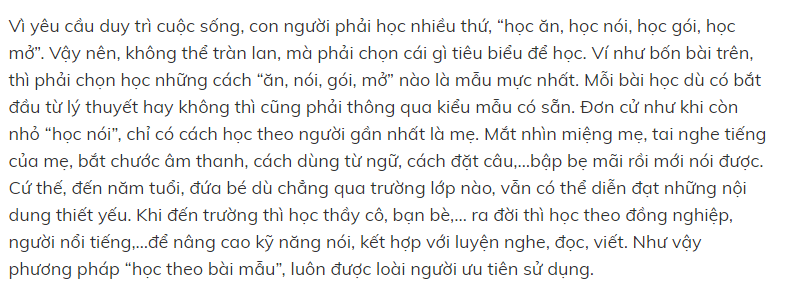 Vì yêu cầu duy trì cuộc sống, con người phải học nhiều thứ, “học ăn, học nói, học gói, học
mở”. Vậy nên, không thể tràn lan, mà phải chọn cái gì tiêu biểu để học. Ví như bốn bài trên,
thì phải chọn học những cách “ăn, nói, gói, mở” nào là mẫu mực nhất. Mỗi bài học dù có bắt
đầu từ lý thuyết hay không thì cũng phải thông qua kiểu mẫu có sẵn. Đơn cử như khi còn
nhỏ “học nói”, chỉ có cách học theo người gần nhất là mẹ. Mắt nhìn miệng mẹ, tai nghe tiếng
của mẹ, bắt chước âm thanh, cách dùng từ ngữ, cách đặt câu,...bập bẹ mãi rồi mới nói được.
Cứ thế, đến năm tuổi, đứa bé dù chẳng qua trường lớp nào, vẫn có thể diễn đạt những nội
dung thiết yếu. Khi đến trường thì học thầy cô, bạn bè,... ra đời thì học theo đồng nghiệp,
người nổi tiếng,...để nâng cao kỹ năng nói, kết hợp với luyện nghe, đọc, viết. Như vậy
phương pháp “học theo bài mẫu”, luôn được loài người ưu tiên sử dụng.